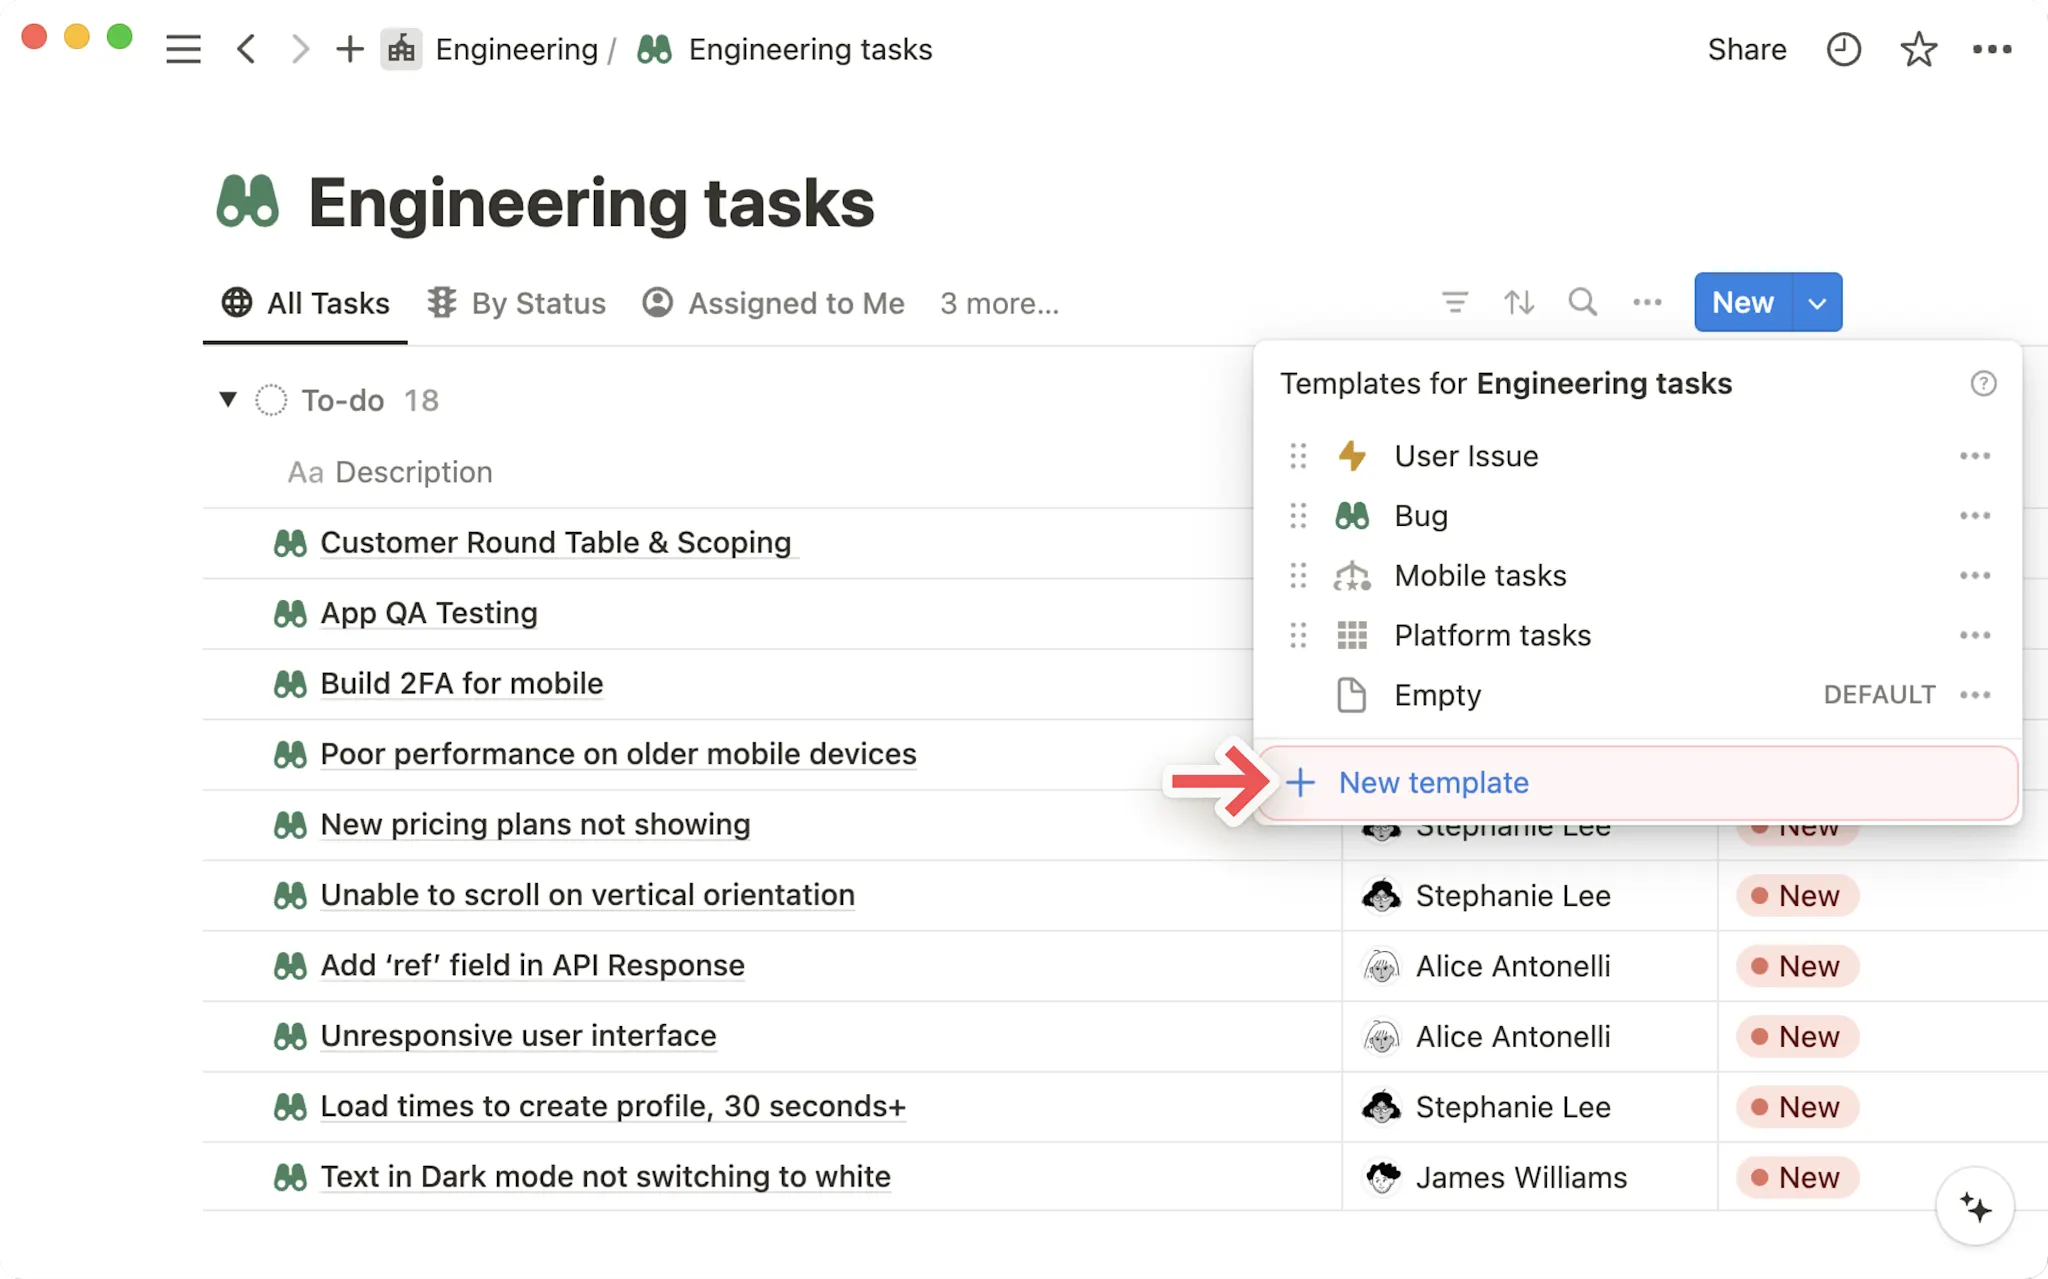 Engineering / Engineering tasks
Share
Engineering tasks
All Tasks By Status Assigned to Me 3 more...
New
Templates for Engineering tasks
User Issue
Bug
Mobile tasks
Platform tasks
Empty DEFAULT
New template
To-do 18
Aa Description
Customer Round Table & Scoping
App QA Testing
Build 2FA for mobile
Poor performance on older mobile devices
New pricing plans not showing Stephanie Lee New
Unable to scroll on vertical orientation Stephanie Lee New
Add ‘ref’ field in API Response Alice Antonelli New
Unresponsive user interface Alice Antonelli New
Load times to create profile, 30 seconds+ Stephanie Lee New
Text in Dark mode not switching to white James Williams New